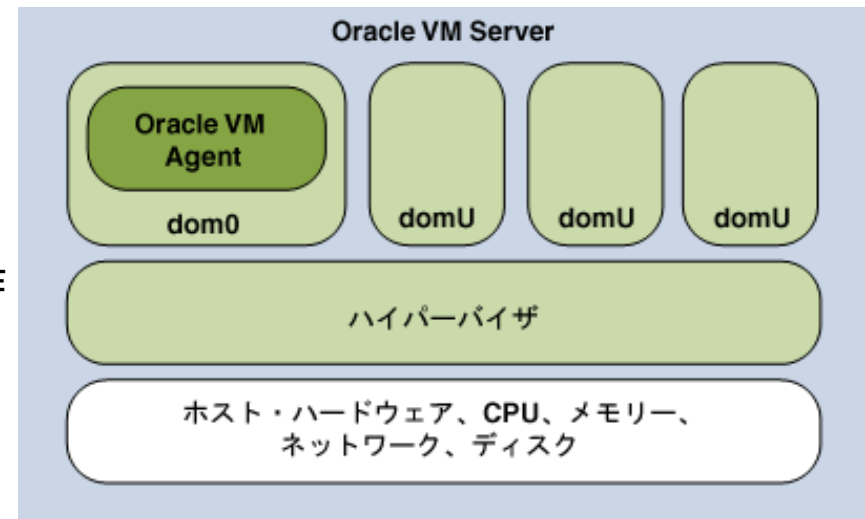 Oracle VM Server
Oracle VM
Agent
dom0
domU
domU
domU
ハイパーバイザ
ホスト・ハードウェア、CPU、メモリー、
ネットワーク、ディスク